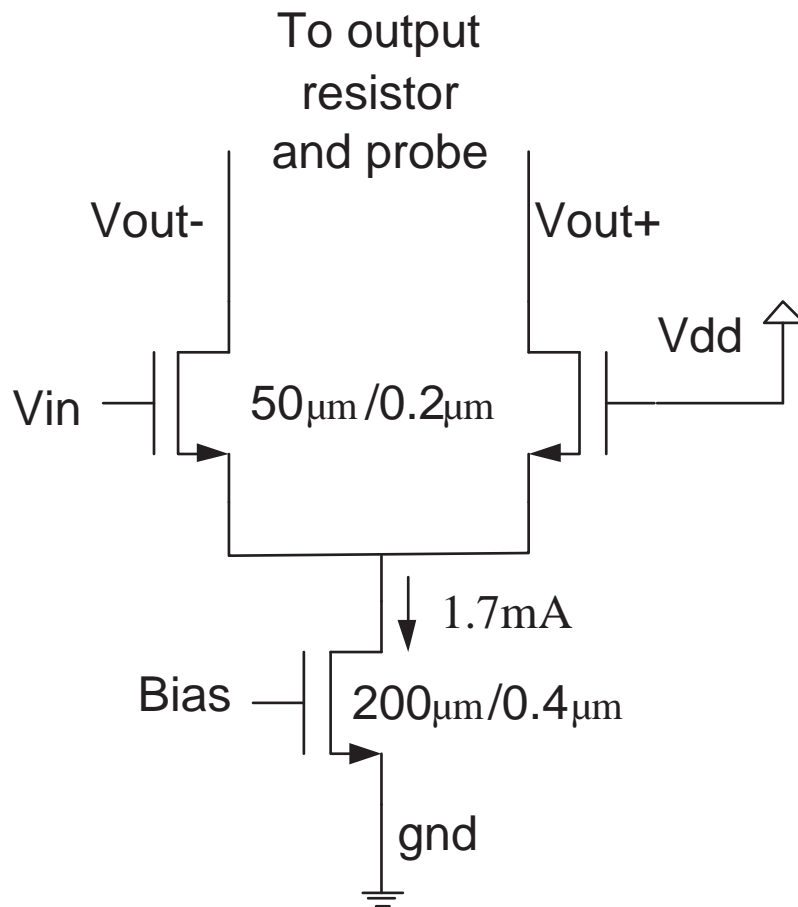 To output
resistor
and probe
Vout-
Vout+
Vdd
Vin
50μm/0.2μm
1.7mA
Bias
200μm/0.4μm
gnd